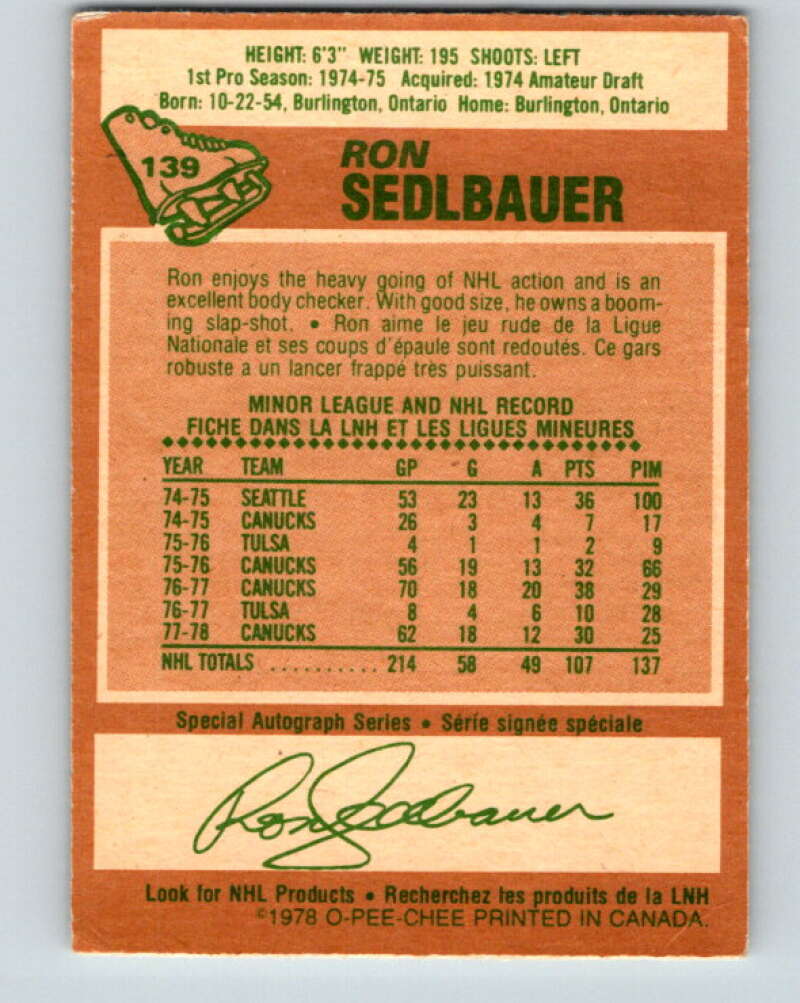 HEIGHT: 6'3" WEIGHT: 195 SHOOTS: LEFT
1st Pro Season: 1974-75 Acquired: 1974 Amateur Draft
Born: 10-22-54, Burlington, Ontario Home: Burlington, Ontario
139
RON
SEDLBAUER
Ron enjoys the heavy going of NHL action and is an
excellent body checker. With good size, he owns a boom-
ing slap-shot. • Ron aime le jeu rude de la Ligue
Nationale et ses coups d'épaule sont redoutés. Ce gars
robuste a un lancer frappé très puissant.
MINOR LEAGUE AND NHL RECORD
FICHE DANS LA LNH ET LES LIGUES MINEURES
YEAR TEAM GP G A PTS PIM
74-75 SEATTLE 53 23 13 36 100
74-75 CANUCKS 26 3 4 7 17
75-76 TULSA 4 1 1 2 9
75-76 CANUCKS 56 19 13 32 66
76-77 CANUCKS 70 18 20 38 29
76-77 TULSA 8 4 6 10 28
77-78 CANUCKS 62 18 12 30 25
NHL TOTALS .......... 214 58 49 107 137
Special Autograph Series • Série signée spéciale
Ron Sedlbauer
Look for NHL Products • Recherchez les produits de la LNH
©1978 O-PEE-CHEE PRINTED IN CANADA.